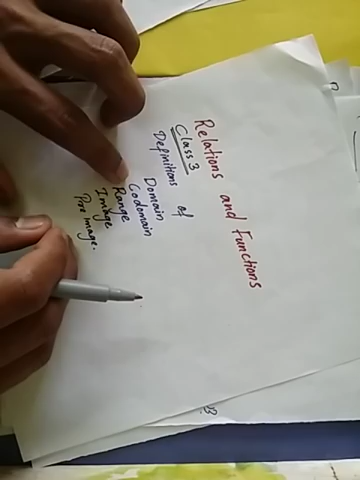 Relations and Functions
Class 3
Definitions of
Domain
Codomain
Range
Image
Pre image.